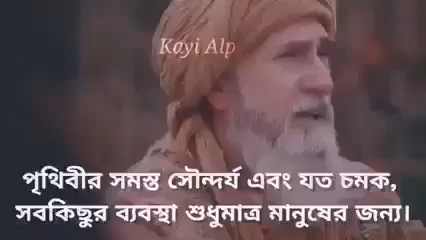 Kayi Alp
পৃথিবীর সমস্ত সৌন্দর্য এবং যত চমক,
সবকিছুর ব্যবস্থা শুধুমাত্র মানুষের জন্য।